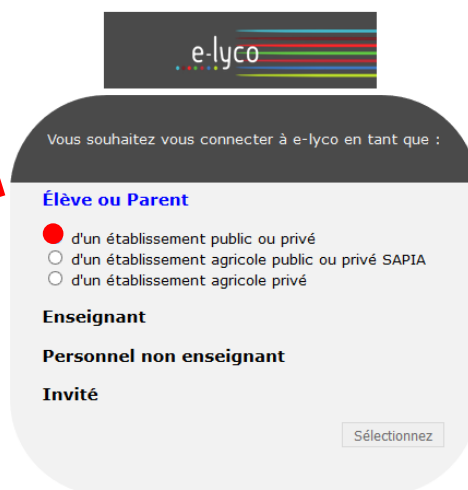 e-lyco
Vous souhaitez vous connecter à e-lyco en tant que :
Élève ou Parent
d'un établissement public ou privé
d'un établissement agricole public ou privé SAPIA
d'un établissement agricole privé
Enseignant
Personnel non enseignant
Invité
Sélectionnez